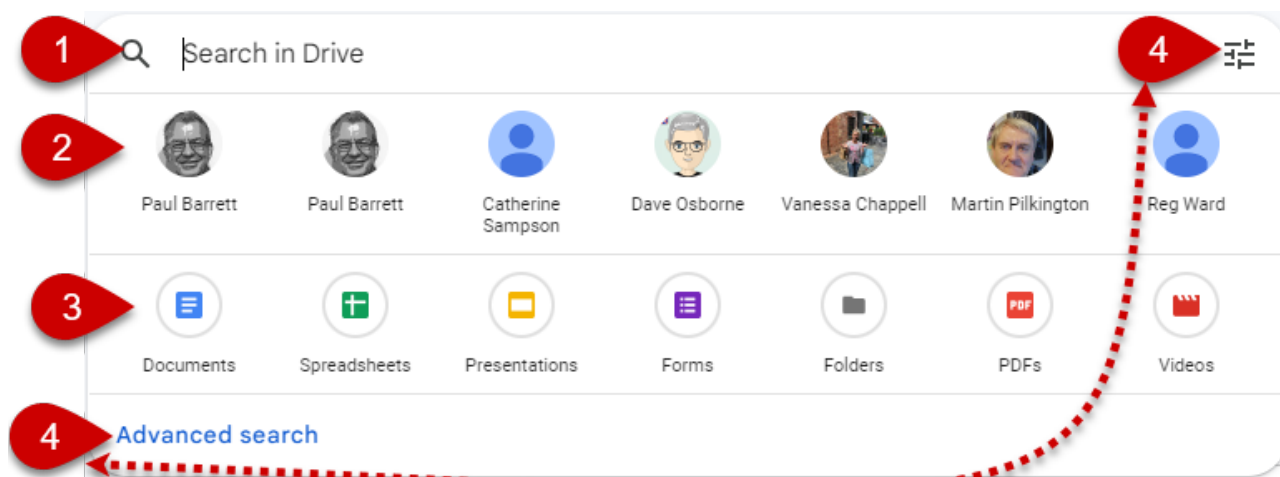 1
Search in Drive
4
2
Paul Barrett
Paul Barrett
Catherine
Sampson
Dave Osborne
Vanessa Chappell
Martin Pilkington
Reg Ward
3
PDF
Documents
Spreadsheets
Presentations
Forms
Folders
PDFs
Videos
4
Advanced search